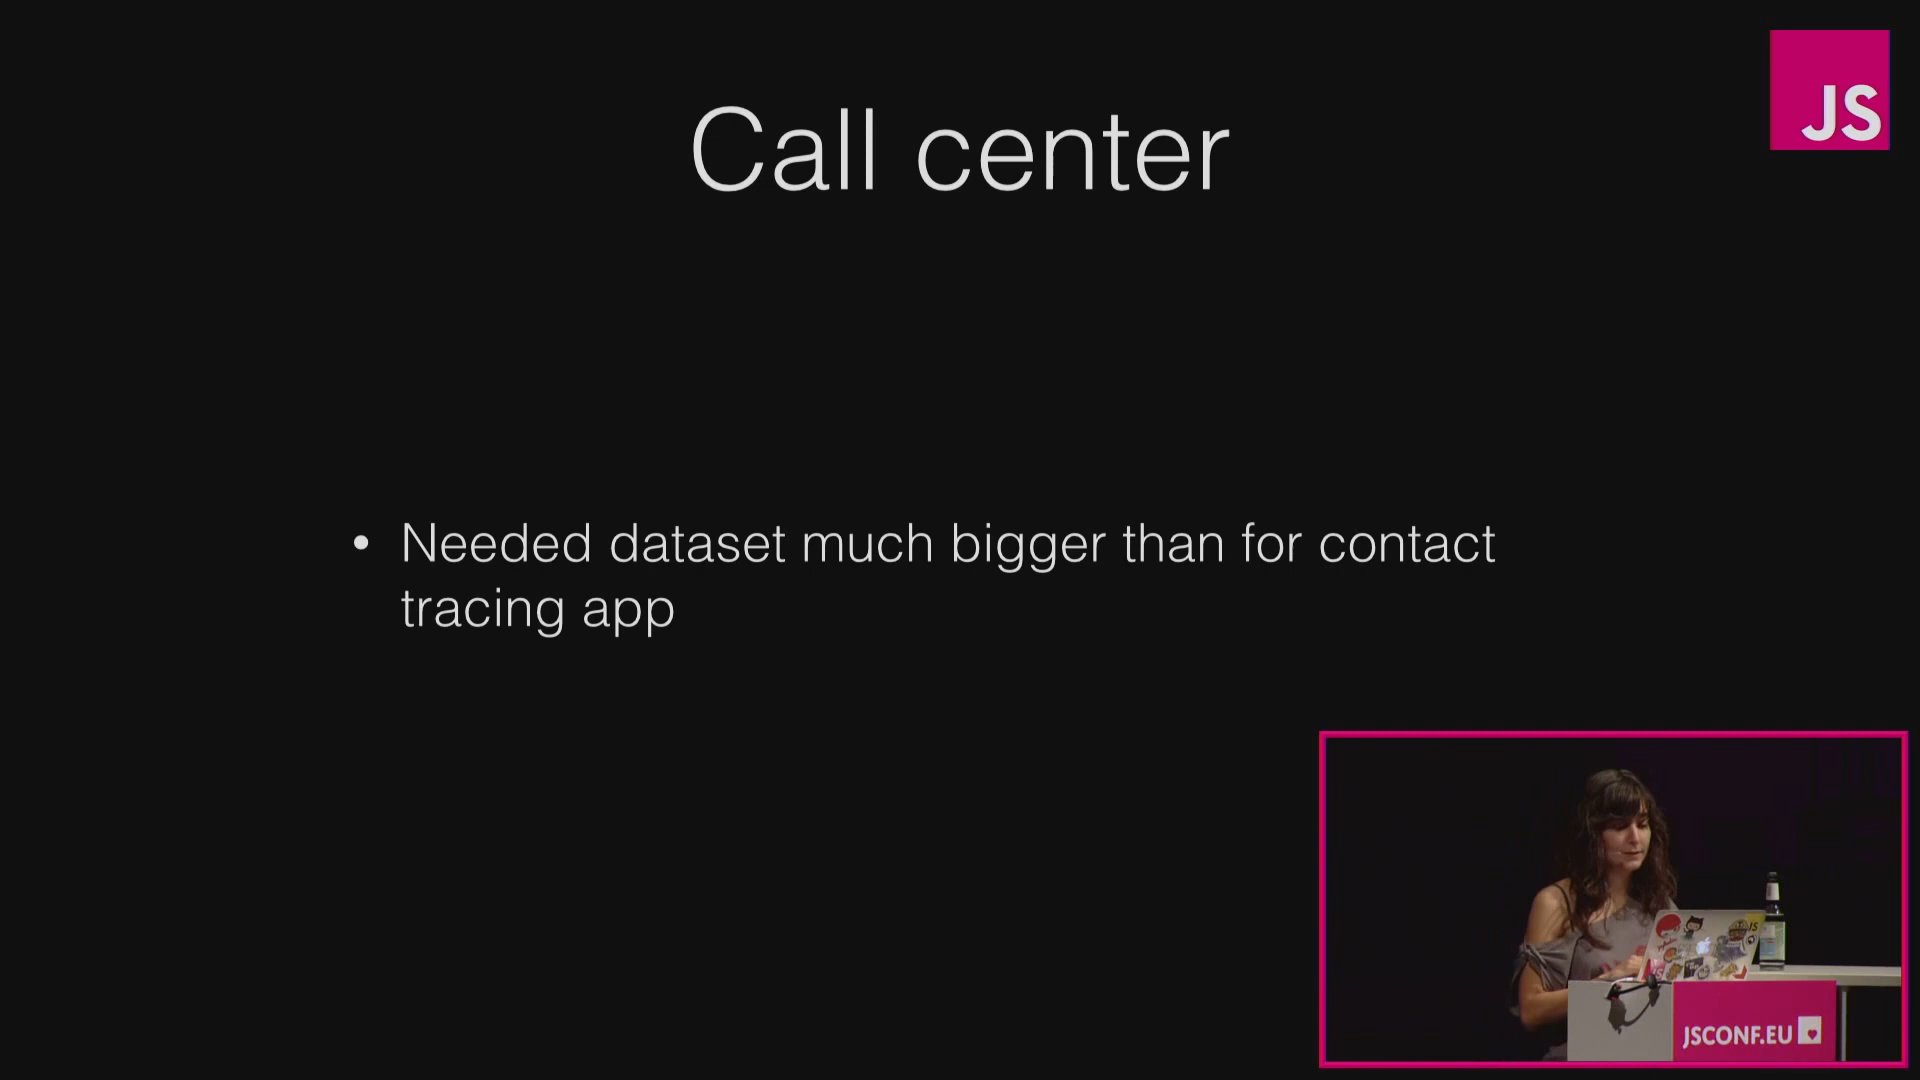 JS
Call center
• Needed dataset much bigger than for contact
tracing app
JSCONF.EU